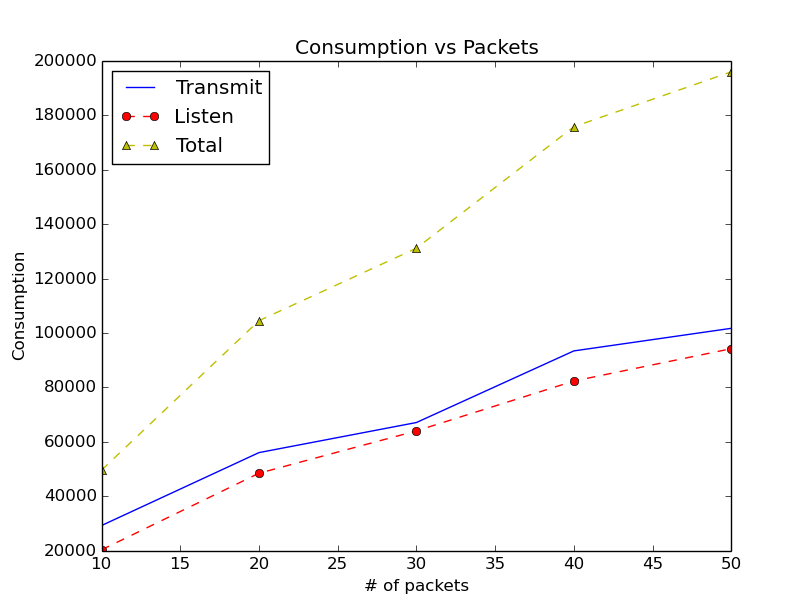 Consumption vs Packets
200000
180000
160000
140000
120000
100000
80000
60000
40000
20000
Consumption
Transmit
Listen
Total
10 15 20 25 30 35 40 45 50
# of packets